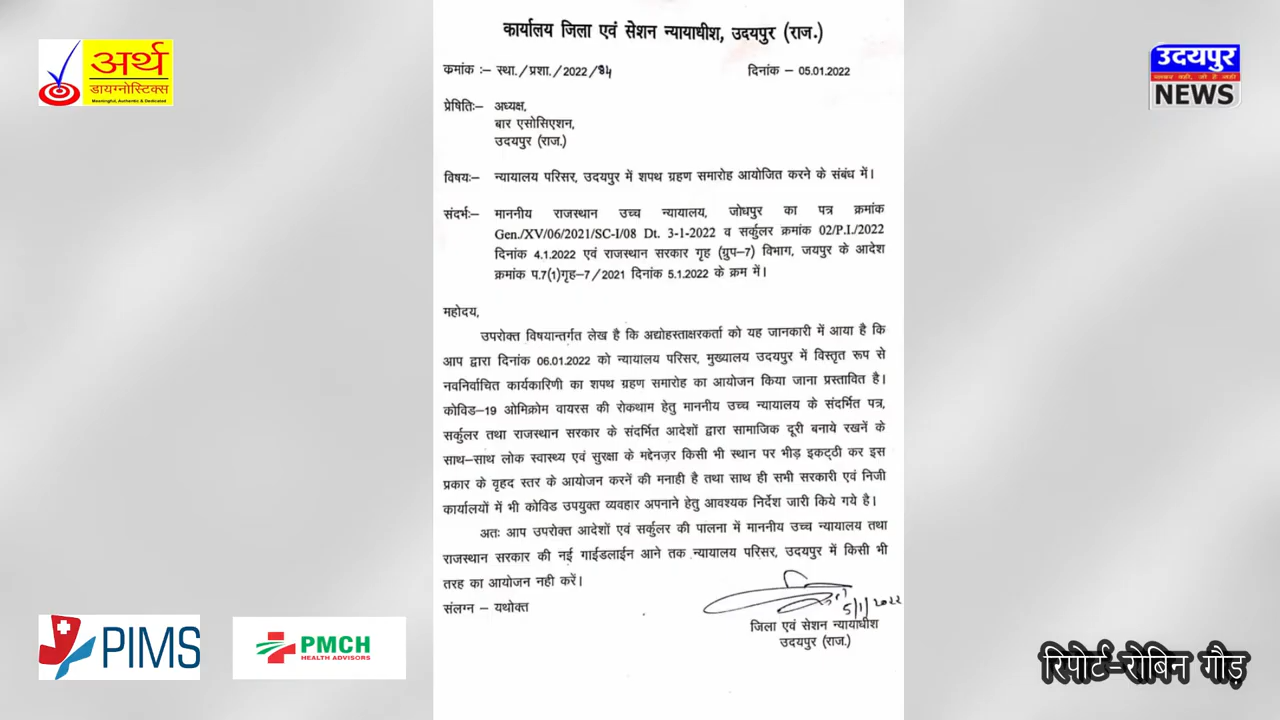 अर्थ
डायग्नोस्टिक्स
Meaningful, Authentic & Dedicated
उदयपुर
NEWS
कार्यालय जिला एवं सेशन न्यायाधीश, उदयपुर (राज.)
कमांक :– स्था./प्रशा./2022/94
दिनांक – 05.01.2022
प्रेषितिः– अध्यक्ष,
बार एसोसिएशन,
उदयपुर (राज.)
विषयः– न्यायालय परिसर, उदयपुर में शपथ ग्रहण समारोह आयोजित करने के संबंध में।
संदर्भः– माननीय राजस्थान उच्च न्यायालय, जोधपुर का पत्र क्रमांक
Gen./XV/06/2021/SC-I/08 Dt. 3-1-2022 व सर्कुलर क्रमांक 02/P.I./2022
दिनांक 4.1.2022 एवं राजस्थान सरकार गृह (ग्रुप–7) विभाग, जयपुर के आदेश
क्रमांक प.7(1)गृह–7/2021 दिनांक 5.1.2022 के क्रम में।
महोदय,
उपरोक्त विषयान्तर्गत लेख है कि अद्योहस्ताक्षरकर्ता को यह जानकारी में आया है कि
आप द्वारा दिनांक 06.01.2022 को न्यायालय परिसर, मुख्यालय उदयपुर में विस्तृत रूप से
नवनिर्वाचित कार्यकारिणी का शपथ ग्रहण समारोह का आयोजन किया जाना प्रस्तावित है।
कोविड–19 ओमिक्रोम वायरस की रोकथाम हेतु माननीय उच्च न्यायालय के संदर्भित पत्र,
सर्कुलर तथा राजस्थान सरकार के संदर्भित आदेशों द्वारा सामाजिक दूरी बनाये रखनें के
साथ–साथ लोक स्वास्थ्य एवं सुरक्षा के मद्देनज़र किसी भी स्थान पर भीड़ इकट्ठी कर इस
प्रकार के वृहद स्तर के आयोजन करनें की मनाही है तथा साथ ही सभी सरकारी एवं निजी
कार्यालयों में भी कोविड उपयुक्त व्यवहार अपनाने हेतु आवश्यक निर्देश जारी किये गये है।
अतः आप उपरोक्त आदेशों एवं सर्कुलर की पालना में माननीय उच्च न्यायालय तथा
राजस्थान सरकार की नई गाईडलाईन आने तक न्यायालय परिसर, उदयपुर में किसी भी
तरह का आयोजन नही करें।
संलग्न – यथोक्त
5/1/2022
जिला एवं सेशन न्यायाधीश
उदयपुर (राज.)
PIMS
PMCH
HEALTH ADVISORS
रिपोर्ट-रोबिन गौड़